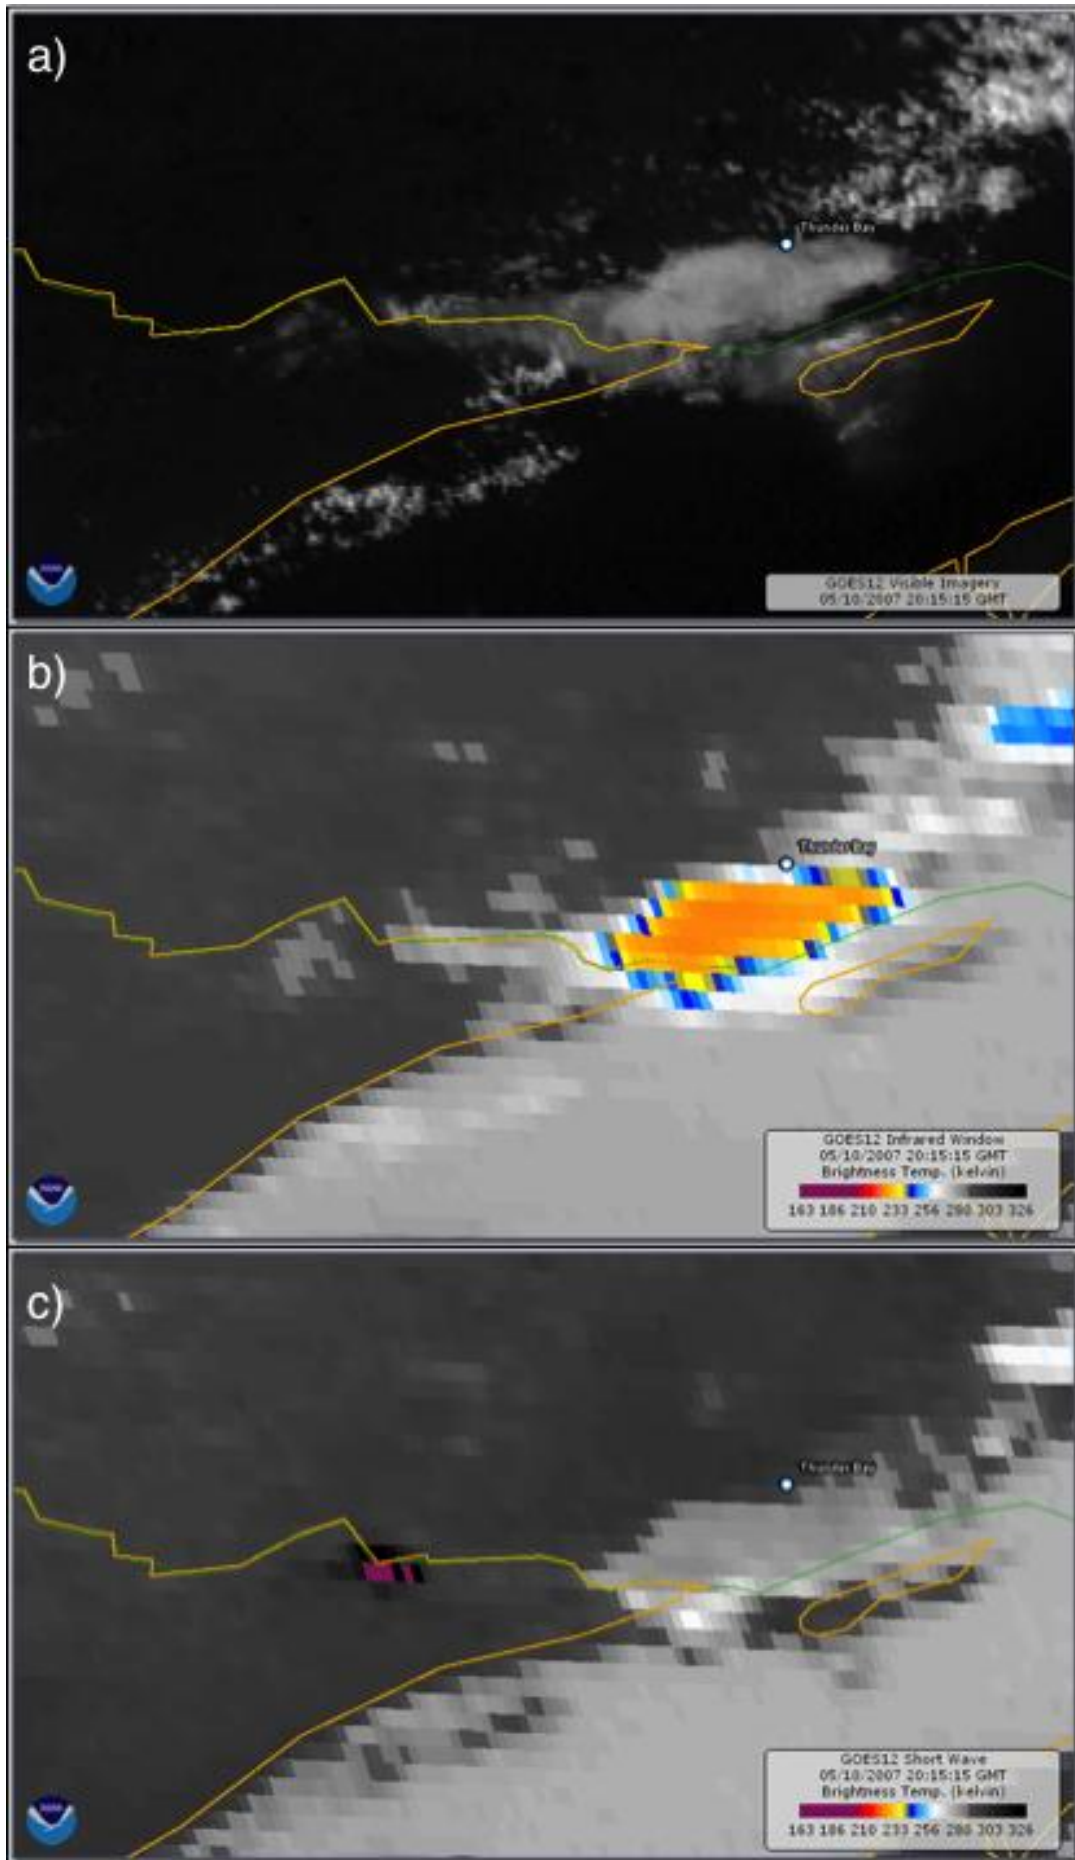 a)
Thunder Bay
GOES12 Visible Imagery
05/10/2007 20:15:15 GMT
b)
Thunder Bay
GOES12 Infrared Window
05/10/2007 20:15:15 GMT
Brightness Temp. (kelvin)
163 186 210 233 256 280 303 326
c)
Thunder Bay
GOES12 Short Wave
05/10/2007 20:15:15 GMT
Brightness Temp. (kelvin)
163 186 210 233 256 280 303 326